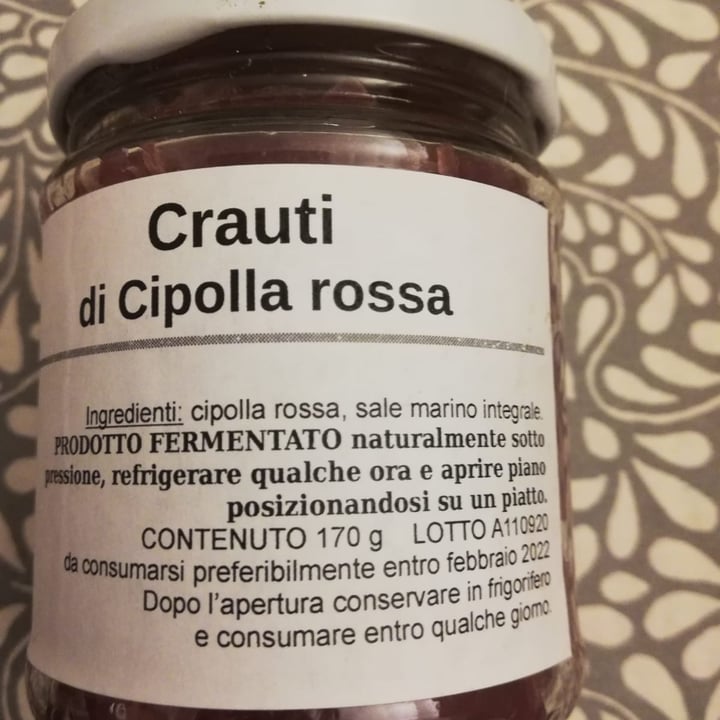 Crauti
di Cipolla rossa
Ingredienti: cipolla rossa, sale marino integrale.
PRODOTTO FERMENTATO naturalmente sotto
pressione, refrigerare qualche ora e aprire piano
posizionandosi su un piatto.
CONTENUTO 170 g LOTTO A110920
da consumarsi preferibilmente entro febbraio 2022
Dopo l'apertura conservare in frigorifero
e consumare entro qualche giorno.